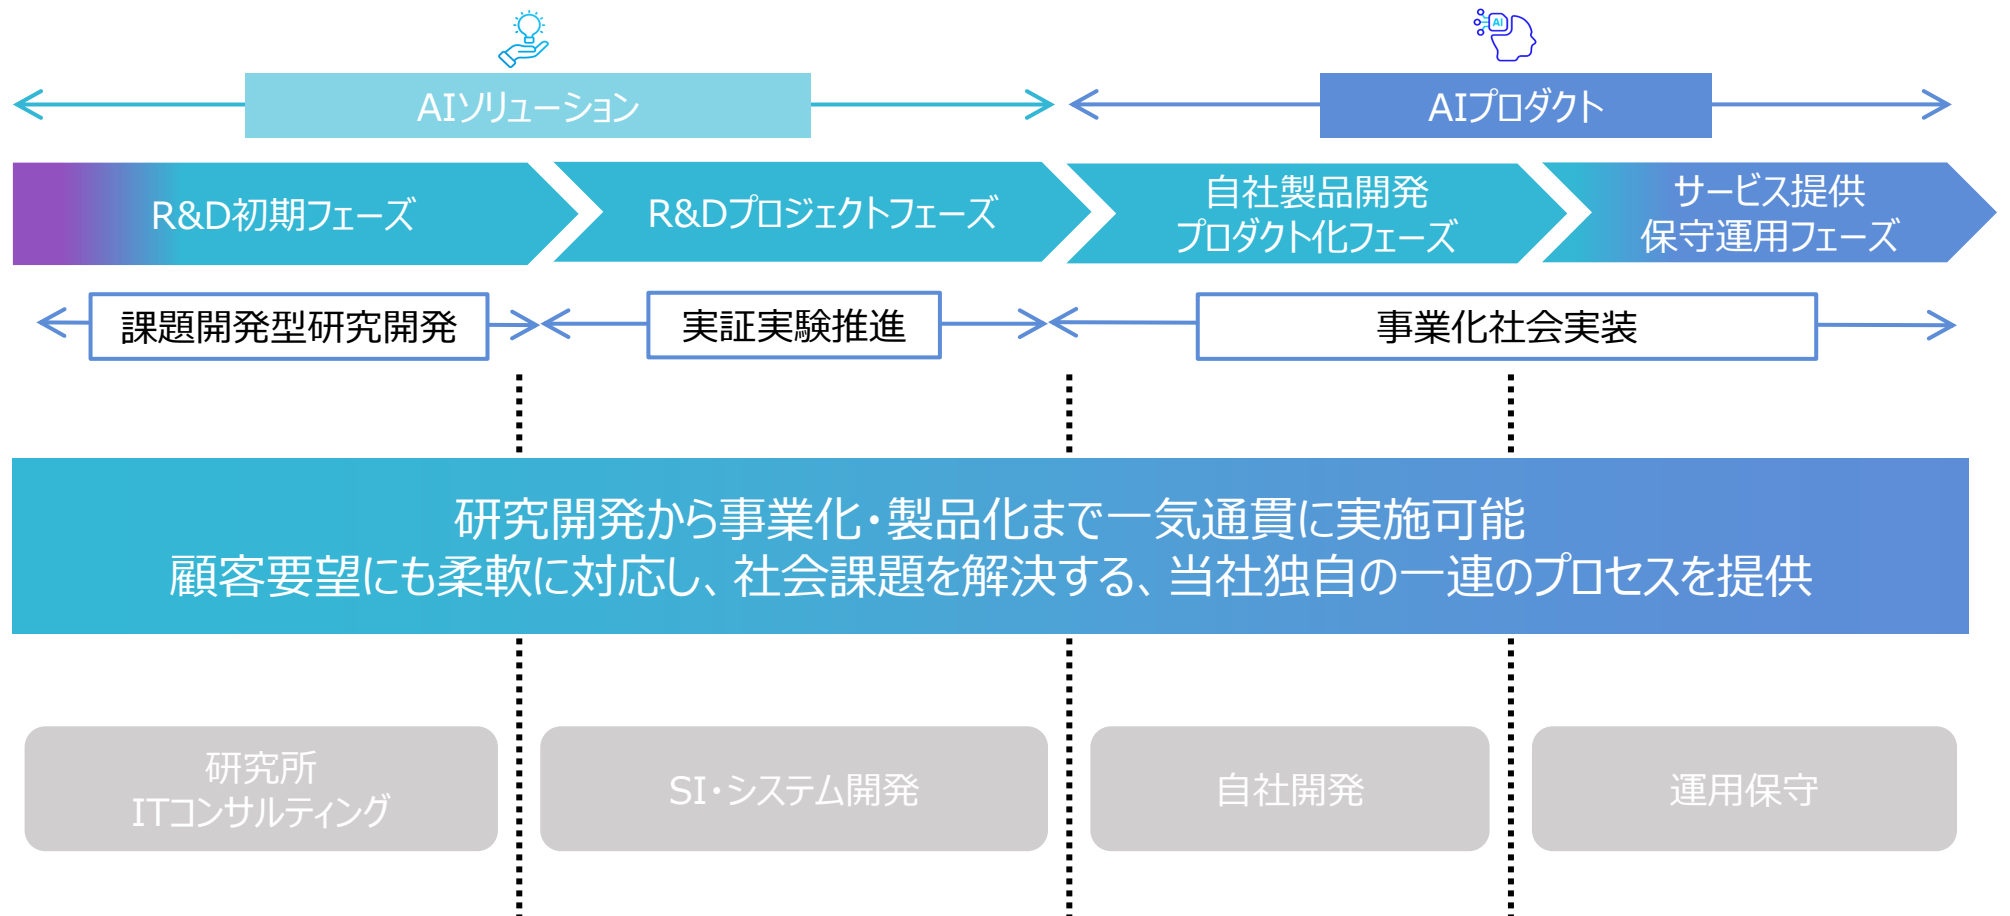 AI
AIソリューション
AIプロダクト
R&D初期フェーズ
R&Dプロジェクトフェーズ
自社製品開発
プロダクト化フェーズ
サービス提供
保守運用フェーズ
課題開発型研究開発
実証実験推進
事業化社会実装
研究開発から事業化・製品化まで一気通貫に実施可能
顧客要望にも柔軟に対応し、社会課題を解決する、当社独自の一連のプロセスを提供
研究所
ITコンサルティング
SI・システム開発
自社開発
運用保守